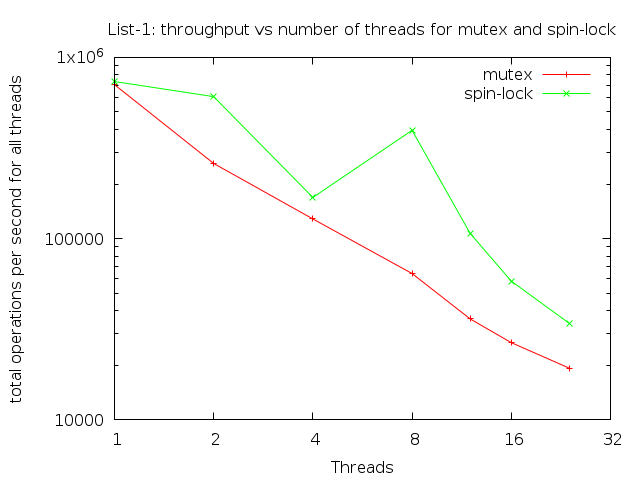 List-1: throughput vs number of threads for mutex and spin-lock
1x10^6
mutex
spin-lock
total operations per second for all threads
100000
10000
1 2 4 8 16 32
Threads